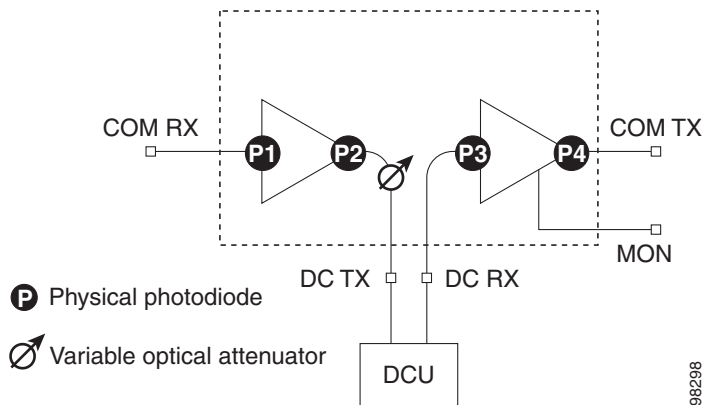 COM RX
P1
P2
P3
P4
COM TX
MON
DC TX
DC RX
P Physical photodiode
Variable optical attenuator
DCU
98298